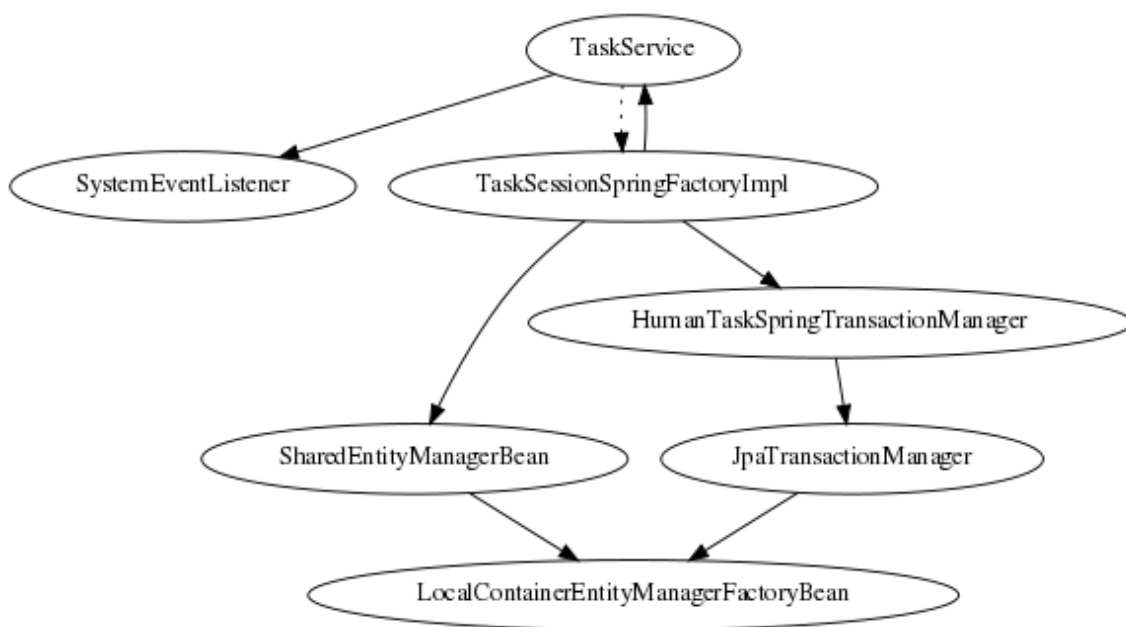 TaskService
SystemEventListener
TaskSessionSpringFactoryImpl
HumanTaskSpringTransactionManager
SharedEntityManagerBean
JpaTransactionManager
LocalContainerEntityManagerFactoryBean